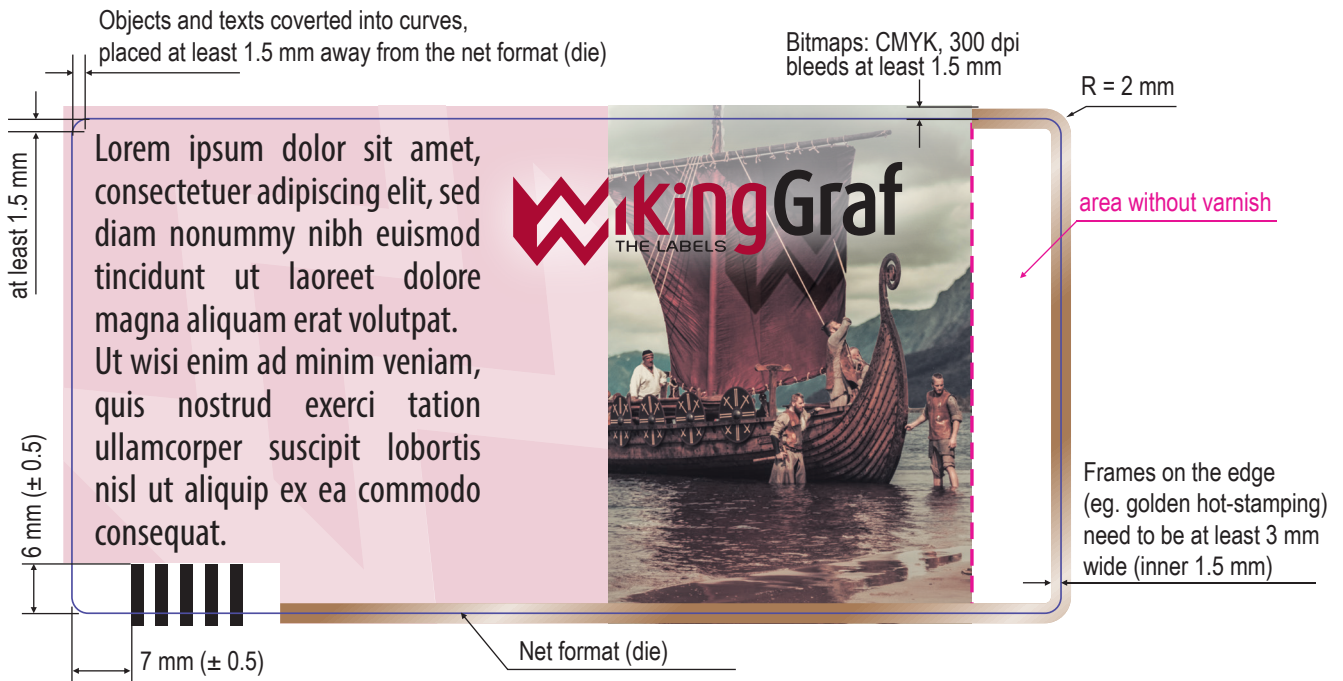 Objects and texts coverted into curves,
placed at least 1.5 mm away from the net format (die)
Bitmaps: CMYK, 300 dpi
bleeds at least 1.5 mm
R = 2 mm
at least 1.5 mm
Lorem ipsum dolor sit amet,
consectetuer adipiscing elit, sed
diam nonummy nibh euismod
tincidunt ut laoreet dolore
magna aliquam erat volutpat.
Ut wisi enim ad minim veniam,
quis nostrud exerci tation
ullamcorper suscipit lobortis
nisl ut aliquip ex ea commodo
consequat.
WikingGraf
THE LABELS
area without varnish
6 mm (± 0.5)
Frames on the edge
(eg. golden hot-stamping)
need to be at least 3 mm
wide (inner 1.5 mm)
7 mm (± 0.5)
Net format (die)